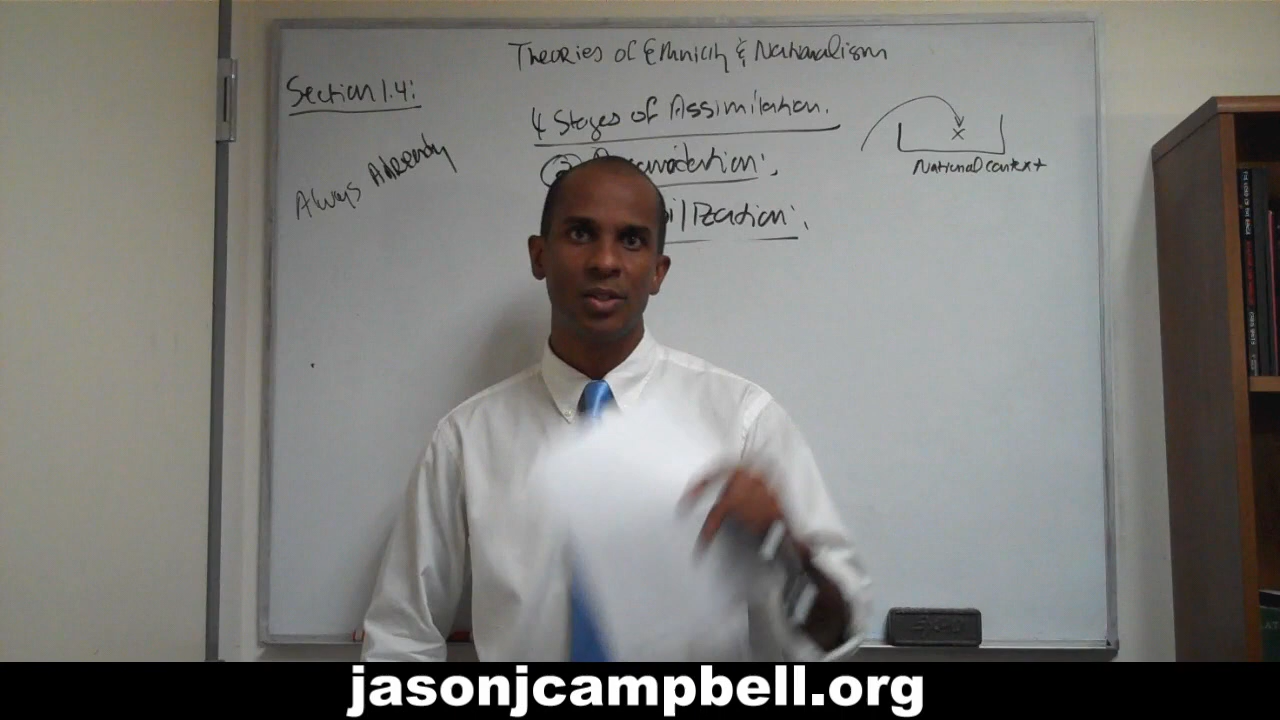 Theories of Ethnicity & Nationalism
Section 1.4:
4 Stages of Assimilation.
Always Already
National context
jasonjcampbell.org